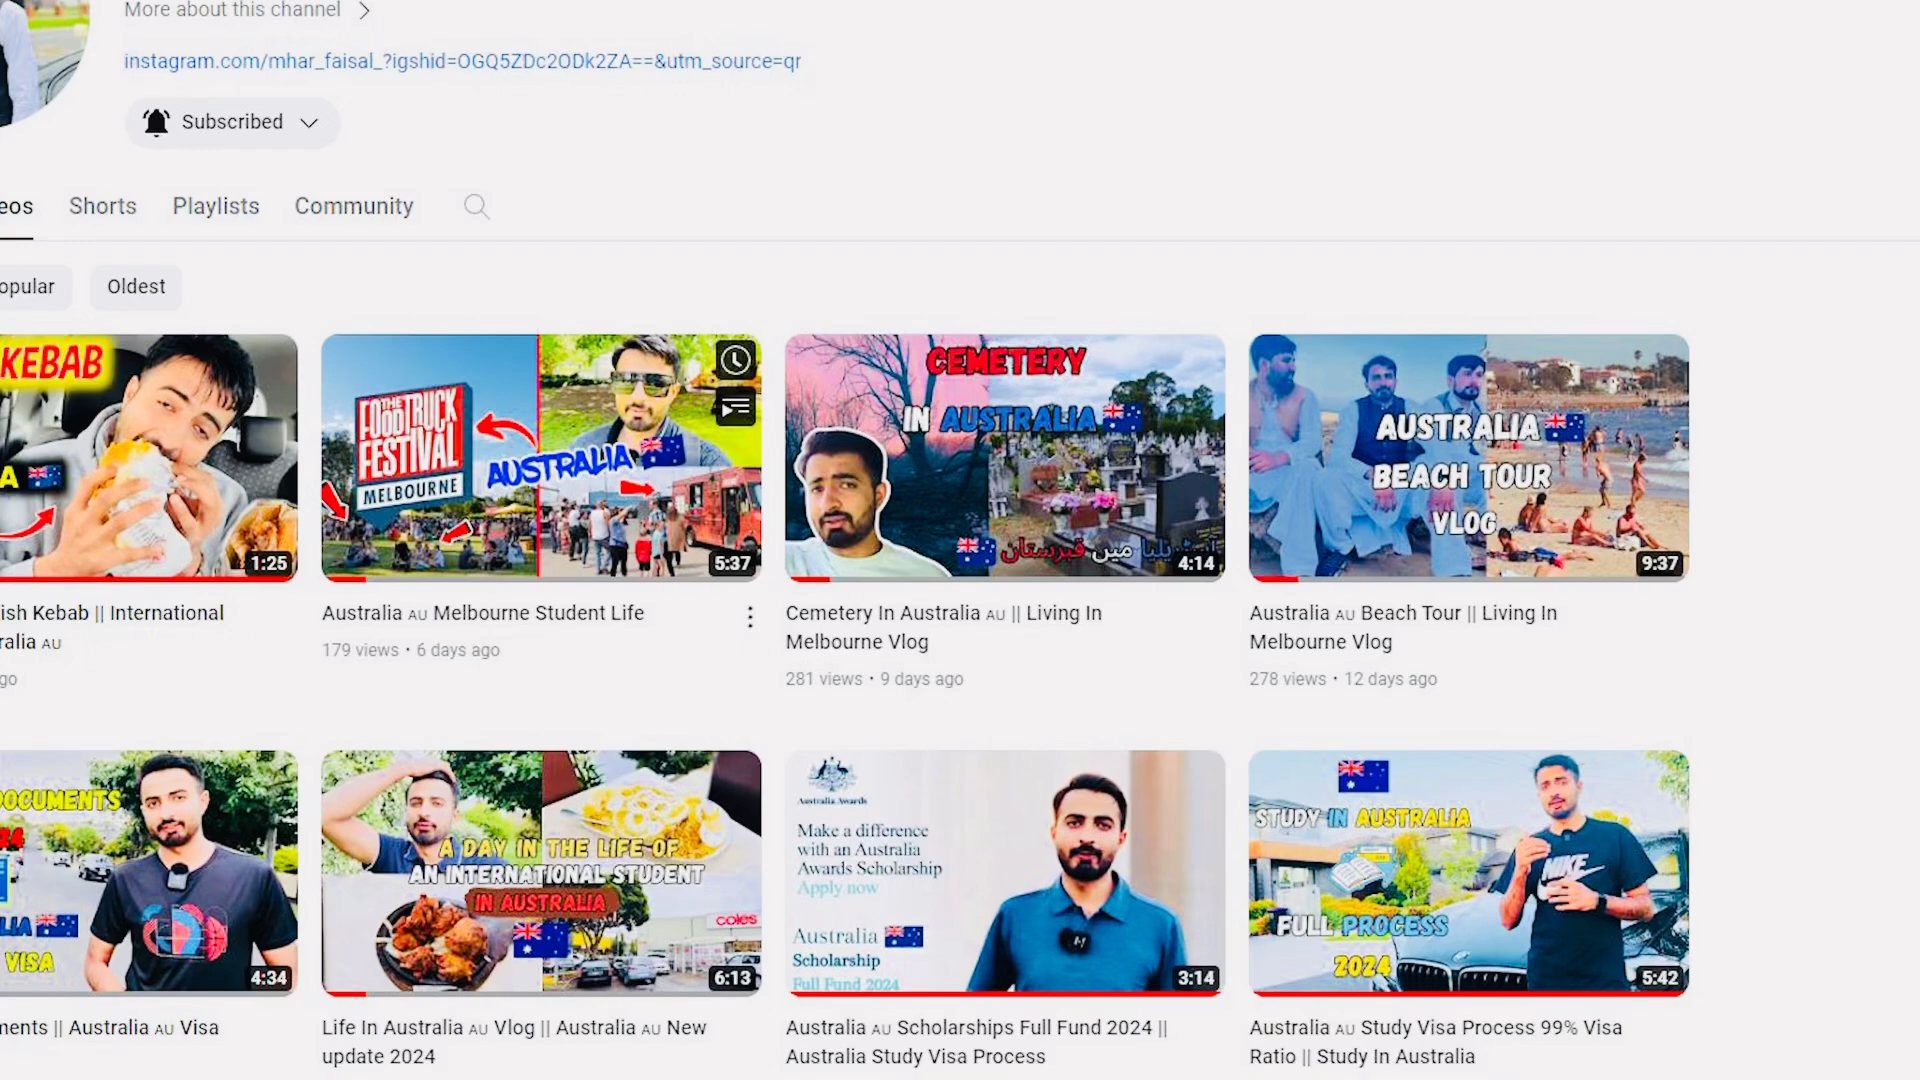 More about this channel
instagram.com/mhar_faisal_?igshid=OGQ5ZDc2ODk2ZA==&utm_source=qr
Subscribed
eos Shorts Playlists Community
opular Oldest
KEBAB
A
1:25
THE
FOOD TRUCK
FESTIVAL
MELBOURNE
AUSTRALIA
5:37
CEMETERY
IN AUSTRALIA
میں قبرستان
4:14
AUSTRALIA
BEACH TOUR
VLOG
9:37
ish Kebab || International
ralia AU
go
Australia AU Melbourne Student Life
179 views • 6 days ago
Cemetery In Australia AU || Living In
Melbourne Vlog
281 views • 9 days ago
Australia AU Beach Tour || Living In
Melbourne Vlog
278 views • 12 days ago
DOCUMENTS
24
LIA
VISA
4:34
A DAY IN THE LIFE OF
AN INTERNATIONAL STUDENT
IN AUSTRALIA
coles
6:13
Australia Awards
Make a difference
with an Australia
Awards Scholarship
Apply now
Australia
Scholarship
Full Fund 2024
3:14
STUDY IN AUSTRALIA
NIKE
FULL PROCESS
2024
5:42
ments || Australia AU Visa
Life In Australia AU Vlog || Australia AU New
update 2024
Australia AU Scholarships Full Fund 2024 ||
Australia Study Visa Process
Australia AU Study Visa Process 99% Visa
Ratio || Study In Australia